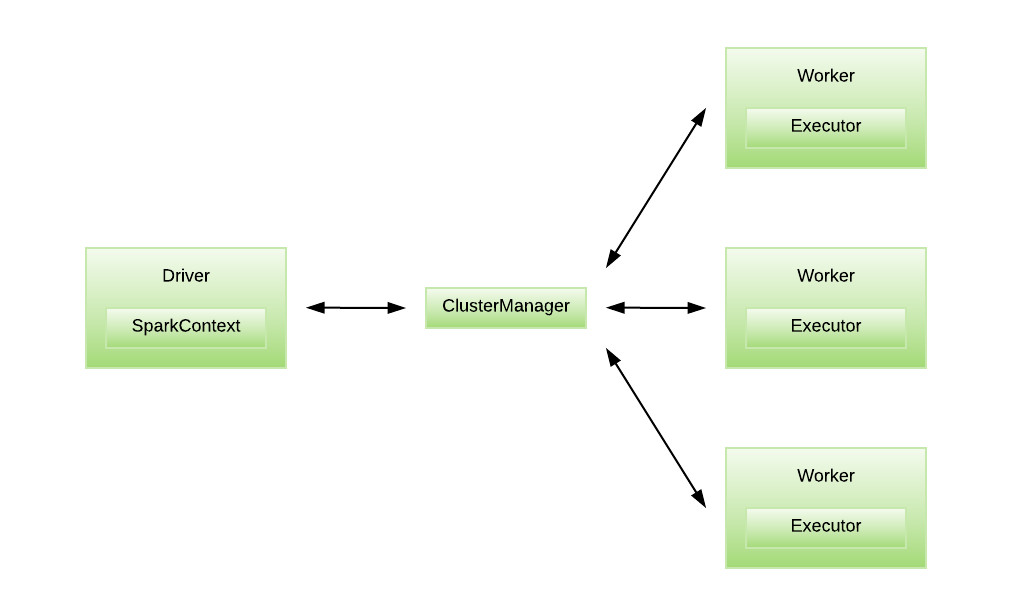 Driver
SparkContext
ClusterManager
Worker
Executor
Worker
Executor
Worker
Executor